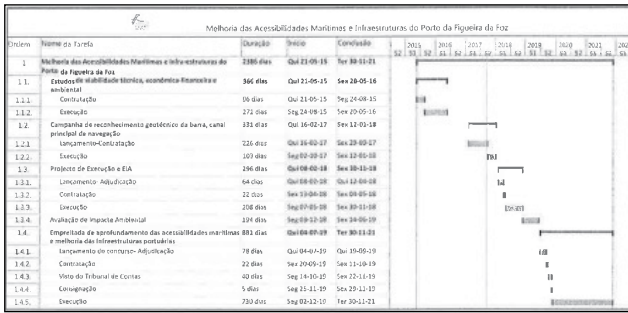 Melhoria das Acessibilidades Marítimas e Infraestruturas do Porto da Figueira da Foz
Ordem Nome da Tarefa Duração Início Conclusão 2015 2016 2017 2018 2019 2020 2021
1 Melhoria das Acessibilidades Marítimas e Infra-estruturas do Porto da Figueira da Foz 2386 dias Qui 21-05-15 Ter 30-11-21
1.1. Estudos de viabilidade técnica, económica-financeira e ambiental 366 dias Qui 21-05-15 Sex 20-05-16
1.1.1 Contratação 96 dias Qui 21-05-15 Seg 24-08-15
1.1.2. Execução 272 dias Seg 24-08-15 Sex 20-05-16
1.2. Campanha de reconhecimento geotécnico da barra, canal principal de navegação 331 dias Qui 16-02-17 Sex 12-01-18
1.2.1 Lançamento-Contratação 226 dias Qui 16-02-17 Sex 29-09-17
1.2.2. Execução 103 dias Seg 02-10-17 Sex 12-01-18
1.3. Projecto de Execução e EIA 296 dias Qui 08-02-18 Sex 30-11-18
1.3.1. Lançamento- Adjudicação 64 dias Qui 08-02-18 Qui 12-04-18
1.3.2. Contratação 22 dias Sex 13-04-18 Sex 04-05-18
1.3.3. Execução 208 dias Seg 07-05-18 Sex 30-11-18
1.3.4. Avaliação de Impacte Ambiental 194 dias Seg 03-12-18 Sex 14-06-19
1.4. Empreitada de aprofundamento das acessibilidades marítimas e melhoria das infraestruturas portuárias 881 dias Qui 04-07-19 Ter 30-11-21
1.4.1. Lançamento do concurso- Adjudicação 78 dias Qui 04-07-19 Qui 19-09-19
1.4.2. Contratação 22 dias Sex 20-09-19 Sex 11-10-19
1.4.3. Visto do Tribunal de Contas 40 dias Seg 14-10-19 Sex 22-11-19
1.4.4. Consignação 5 dias Seg 25-11-19 Sex 29-11-19
1.4.5. Execução 730 dias Seg 02-12-19 Ter 30-11-21